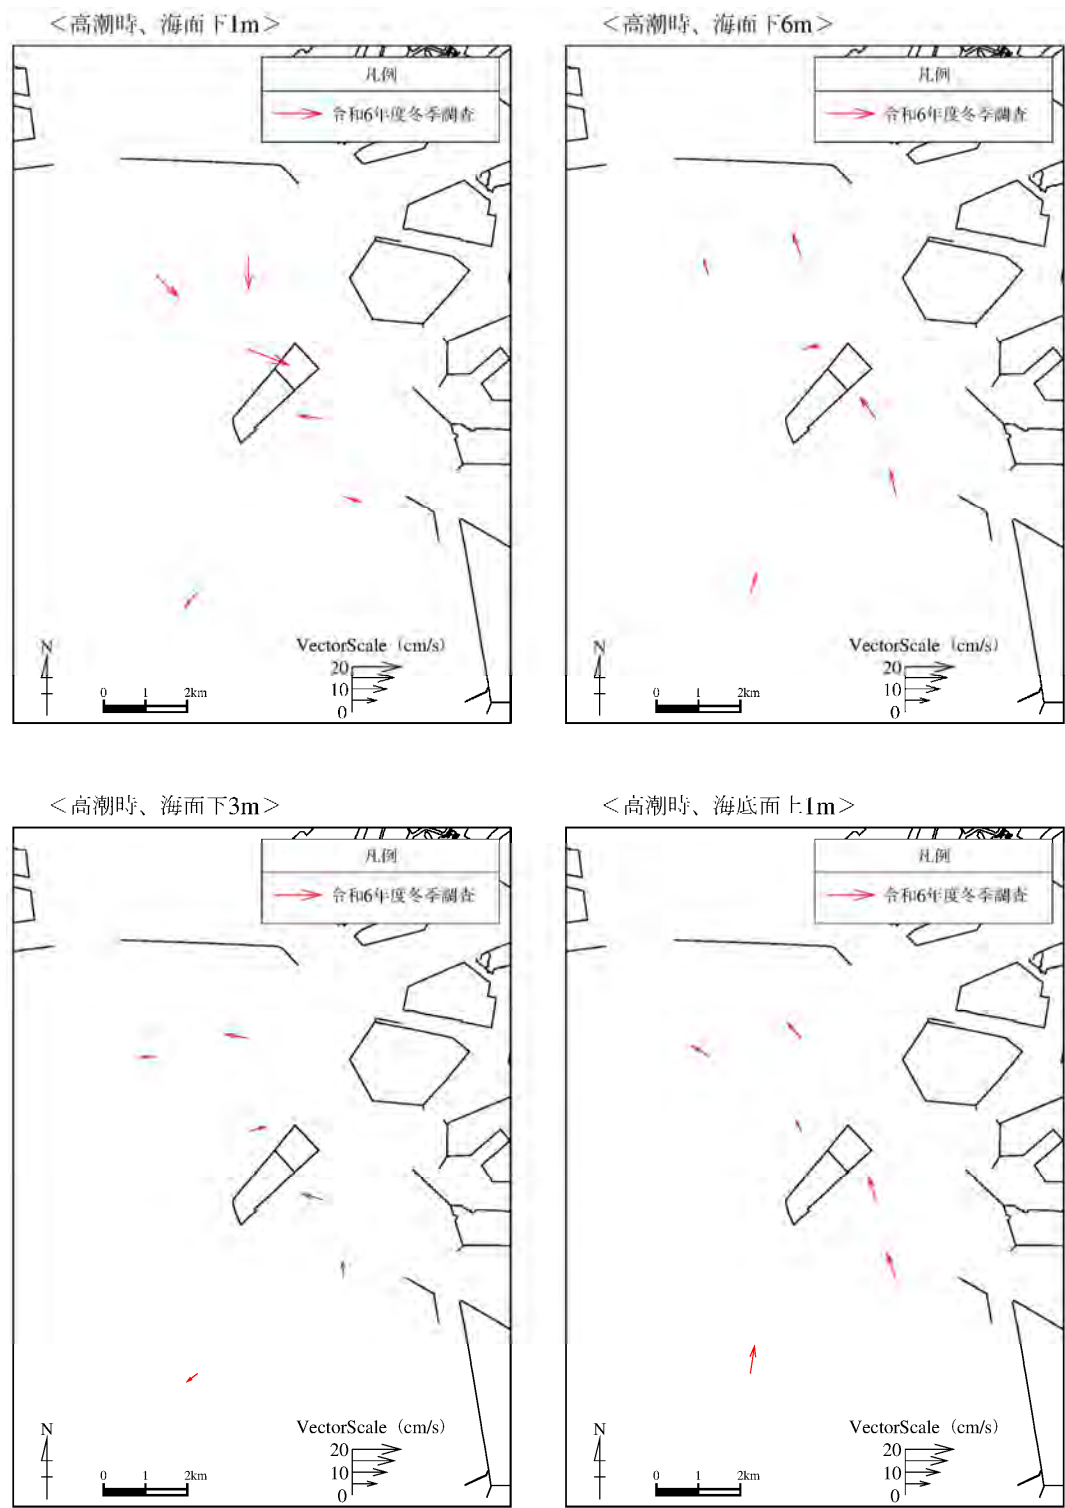 ＜高潮時、海面下1m＞
凡例
令和6年度冬季調査
N
0 1 2km
VectorScale (cm/s)
20
10
0
＜高潮時、海面下6m＞
凡例
令和6年度冬季調査
N
0 1 2km
VectorScale (cm/s)
20
10
0
＜高潮時、海面下3m＞
凡例
令和6年度冬季調査
N
0 1 2km
VectorScale (cm/s)
20
10
0
＜高潮時、海底面上1m＞
凡例
令和6年度冬季調査
N
0 1 2km
VectorScale (cm/s)
20
10
0